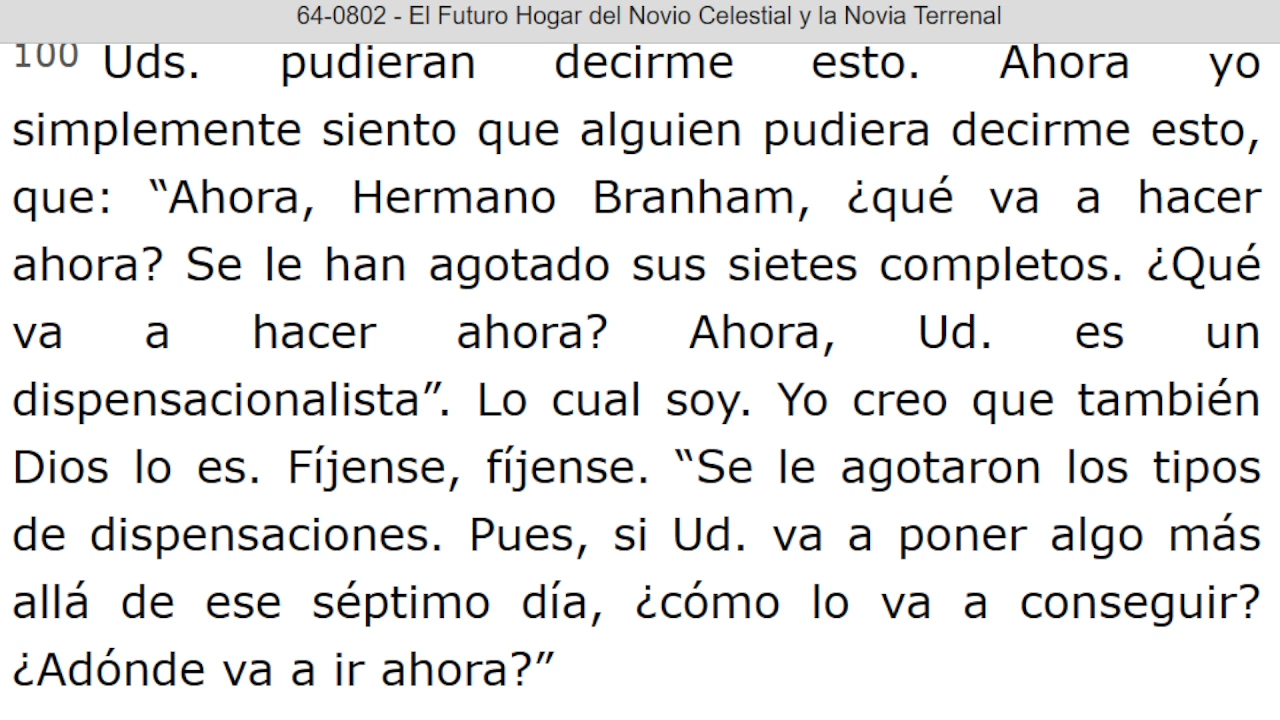 64-0802 - El Futuro Hogar del Novio Celestial y la Novia Terrenal
100 Uds. pudieran decirme esto. Ahora yo
simplemente siento que alguien pudiera decirme esto,
que: “Ahora, Hermano Branham, ¿qué va a hacer
ahora? Se le han agotado sus sietes completos. ¿Qué
va a hacer ahora? Ahora, Ud. es un
dispensacionalista”. Lo cual soy. Yo creo que también
Dios lo es. Fíjense, fíjense. “Se le agotaron los tipos
de dispensaciones. Pues, si Ud. va a poner algo más
allá de ese séptimo día, ¿cómo lo va a conseguir?
¿Adónde va a ir ahora?”